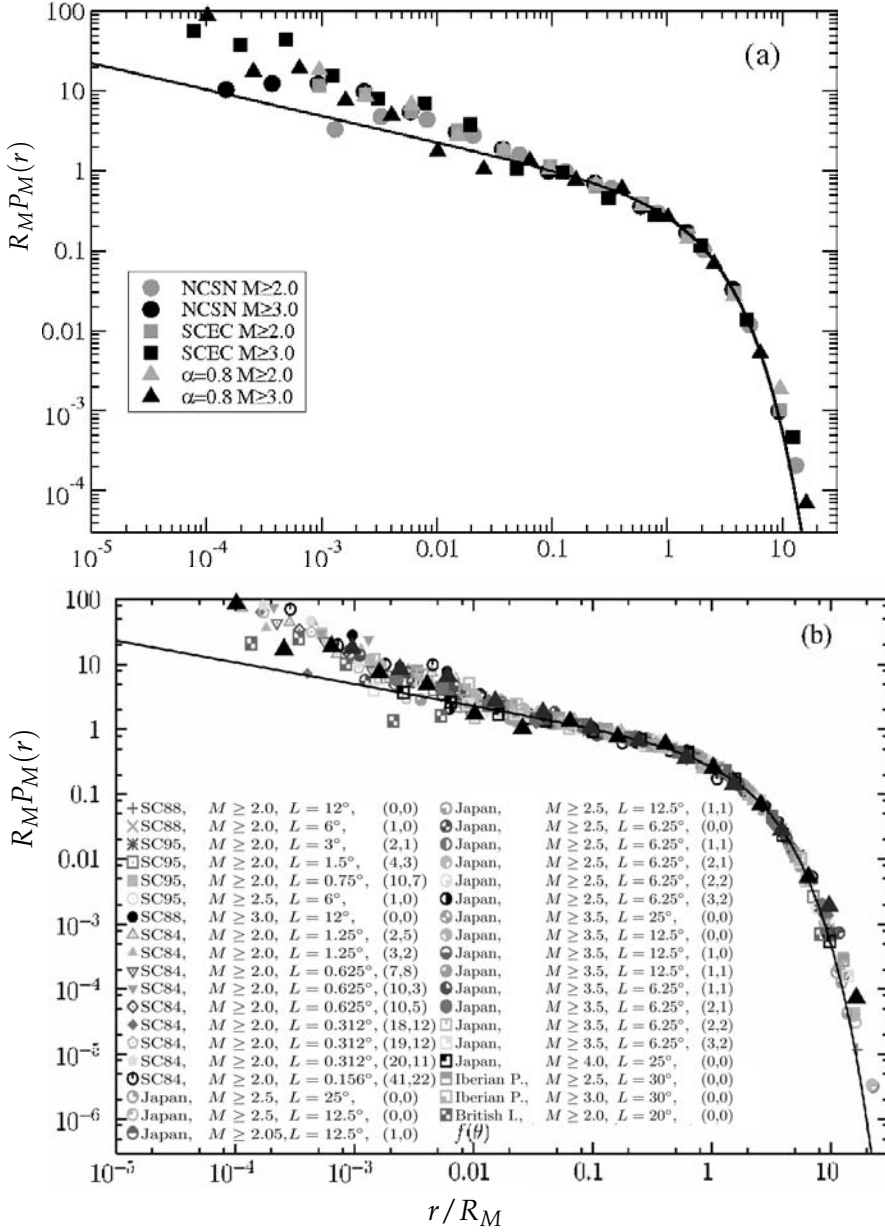 100
10
1
0.1
0.01
10^-3
10^-4
R_M P_M(r)
(a)
NCSN M≥2.0
NCSN M≥3.0
SCEC M≥2.0
SCEC M≥3.0
α=0.8 M≥2.0
α=0.8 M≥3.0
10^-5 10^-4 10^-3 0.01 0.1 1 10
100
10
1
0.1
0.01
10^-3
10^-4
10^-5
10^-6
R_M P_M(r)
(b)
SC88, M ≥ 2.0, L = 12°, (0,0)
SC88, M ≥ 2.0, L = 6°, (1,0)
SC95, M ≥ 2.0, L = 3°, (2,1)
SC95, M ≥ 2.0, L = 1.5°, (4,3)
SC95, M ≥ 2.0, L = 0.75°, (10,7)
SC95, M ≥ 2.5, L = 6°, (1,0)
SC88, M ≥ 3.0, L = 12°, (0,0)
SC84, M ≥ 2.0, L = 1.25°, (2,5)
SC84, M ≥ 2.0, L = 1.25°, (3,2)
SC84, M ≥ 2.0, L = 0.625°, (7,8)
SC84, M ≥ 2.0, L = 0.625°, (10,3)
SC84, M ≥ 2.0, L = 0.625°, (10,5)
SC84, M ≥ 2.0, L = 0.312°, (18,12)
SC84, M ≥ 2.0, L = 0.312°, (19,12)
SC84, M ≥ 2.0, L = 0.312°, (20,11)
SC84, M ≥ 2.0, L = 0.156°, (41,22)
Japan, M ≥ 2.5, L = 25°, (0,0)
Japan, M ≥ 2.5, L = 12.5°, (0,0)
Japan, M ≥ 2.05, L = 12.5°, (1,0)
Japan, M ≥ 2.5, L = 12.5°, (1,1)
Japan, M ≥ 2.5, L = 6.25°, (0,0)
Japan, M ≥ 2.5, L = 6.25°, (1,1)
Japan, M ≥ 2.5, L = 6.25°, (2,1)
Japan, M ≥ 2.5, L = 6.25°, (2,2)
Japan, M ≥ 2.5, L = 6.25°, (3,2)
Japan, M ≥ 3.5, L = 25°, (0,0)
Japan, M ≥ 3.5, L = 12.5°, (0,0)
Japan, M ≥ 3.5, L = 12.5°, (1,0)
Japan, M ≥ 3.5, L = 12.5°, (1,1)
Japan, M ≥ 3.5, L = 6.25°, (1,1)
Japan, M ≥ 3.5, L = 6.25°, (2,1)
Japan, M ≥ 3.5, L = 6.25°, (2,2)
Japan, M ≥ 3.5, L = 6.25°, (3,2)
Japan, M ≥ 4.0, L = 25°, (0,0)
Iberian P., M ≥ 2.5, L = 30°, (0,0)
Iberian P., M ≥ 3.0, L = 30°, (0,0)
British I., M ≥ 2.0, L = 20°, (0,0)
f(θ)
10^-5 10^-4 10^-3 0.01 0.1 1 10
r/R_M